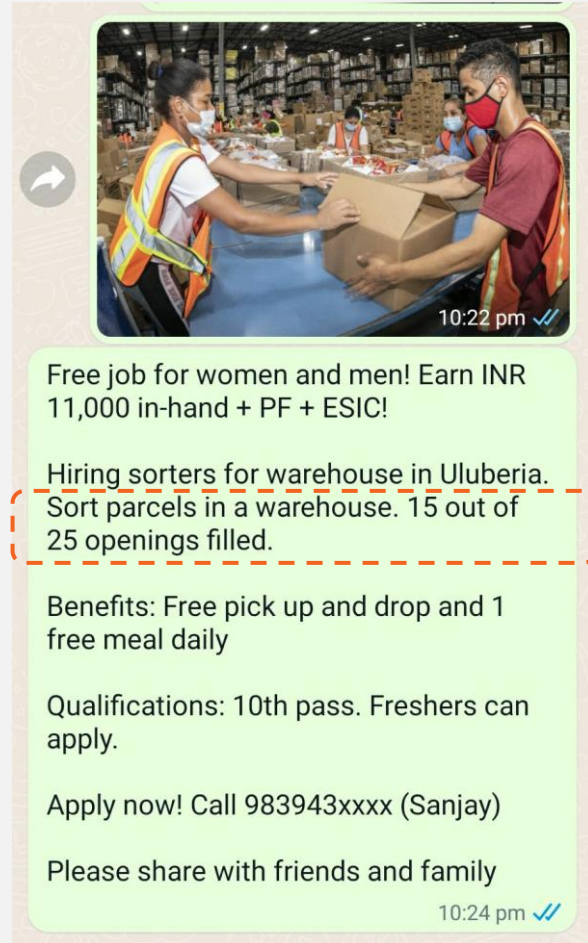 10:22 pm
Free job for women and men! Earn INR
11,000 in-hand + PF + ESIC!
Hiring sorters for warehouse in Uluberia.
Sort parcels in a warehouse. 15 out of
25 openings filled.
Benefits: Free pick up and drop and 1
free meal daily
Qualifications: 10th pass. Freshers can
apply.
Apply now! Call 983943xxxx (Sanjay)
Please share with friends and family
10:24 pm